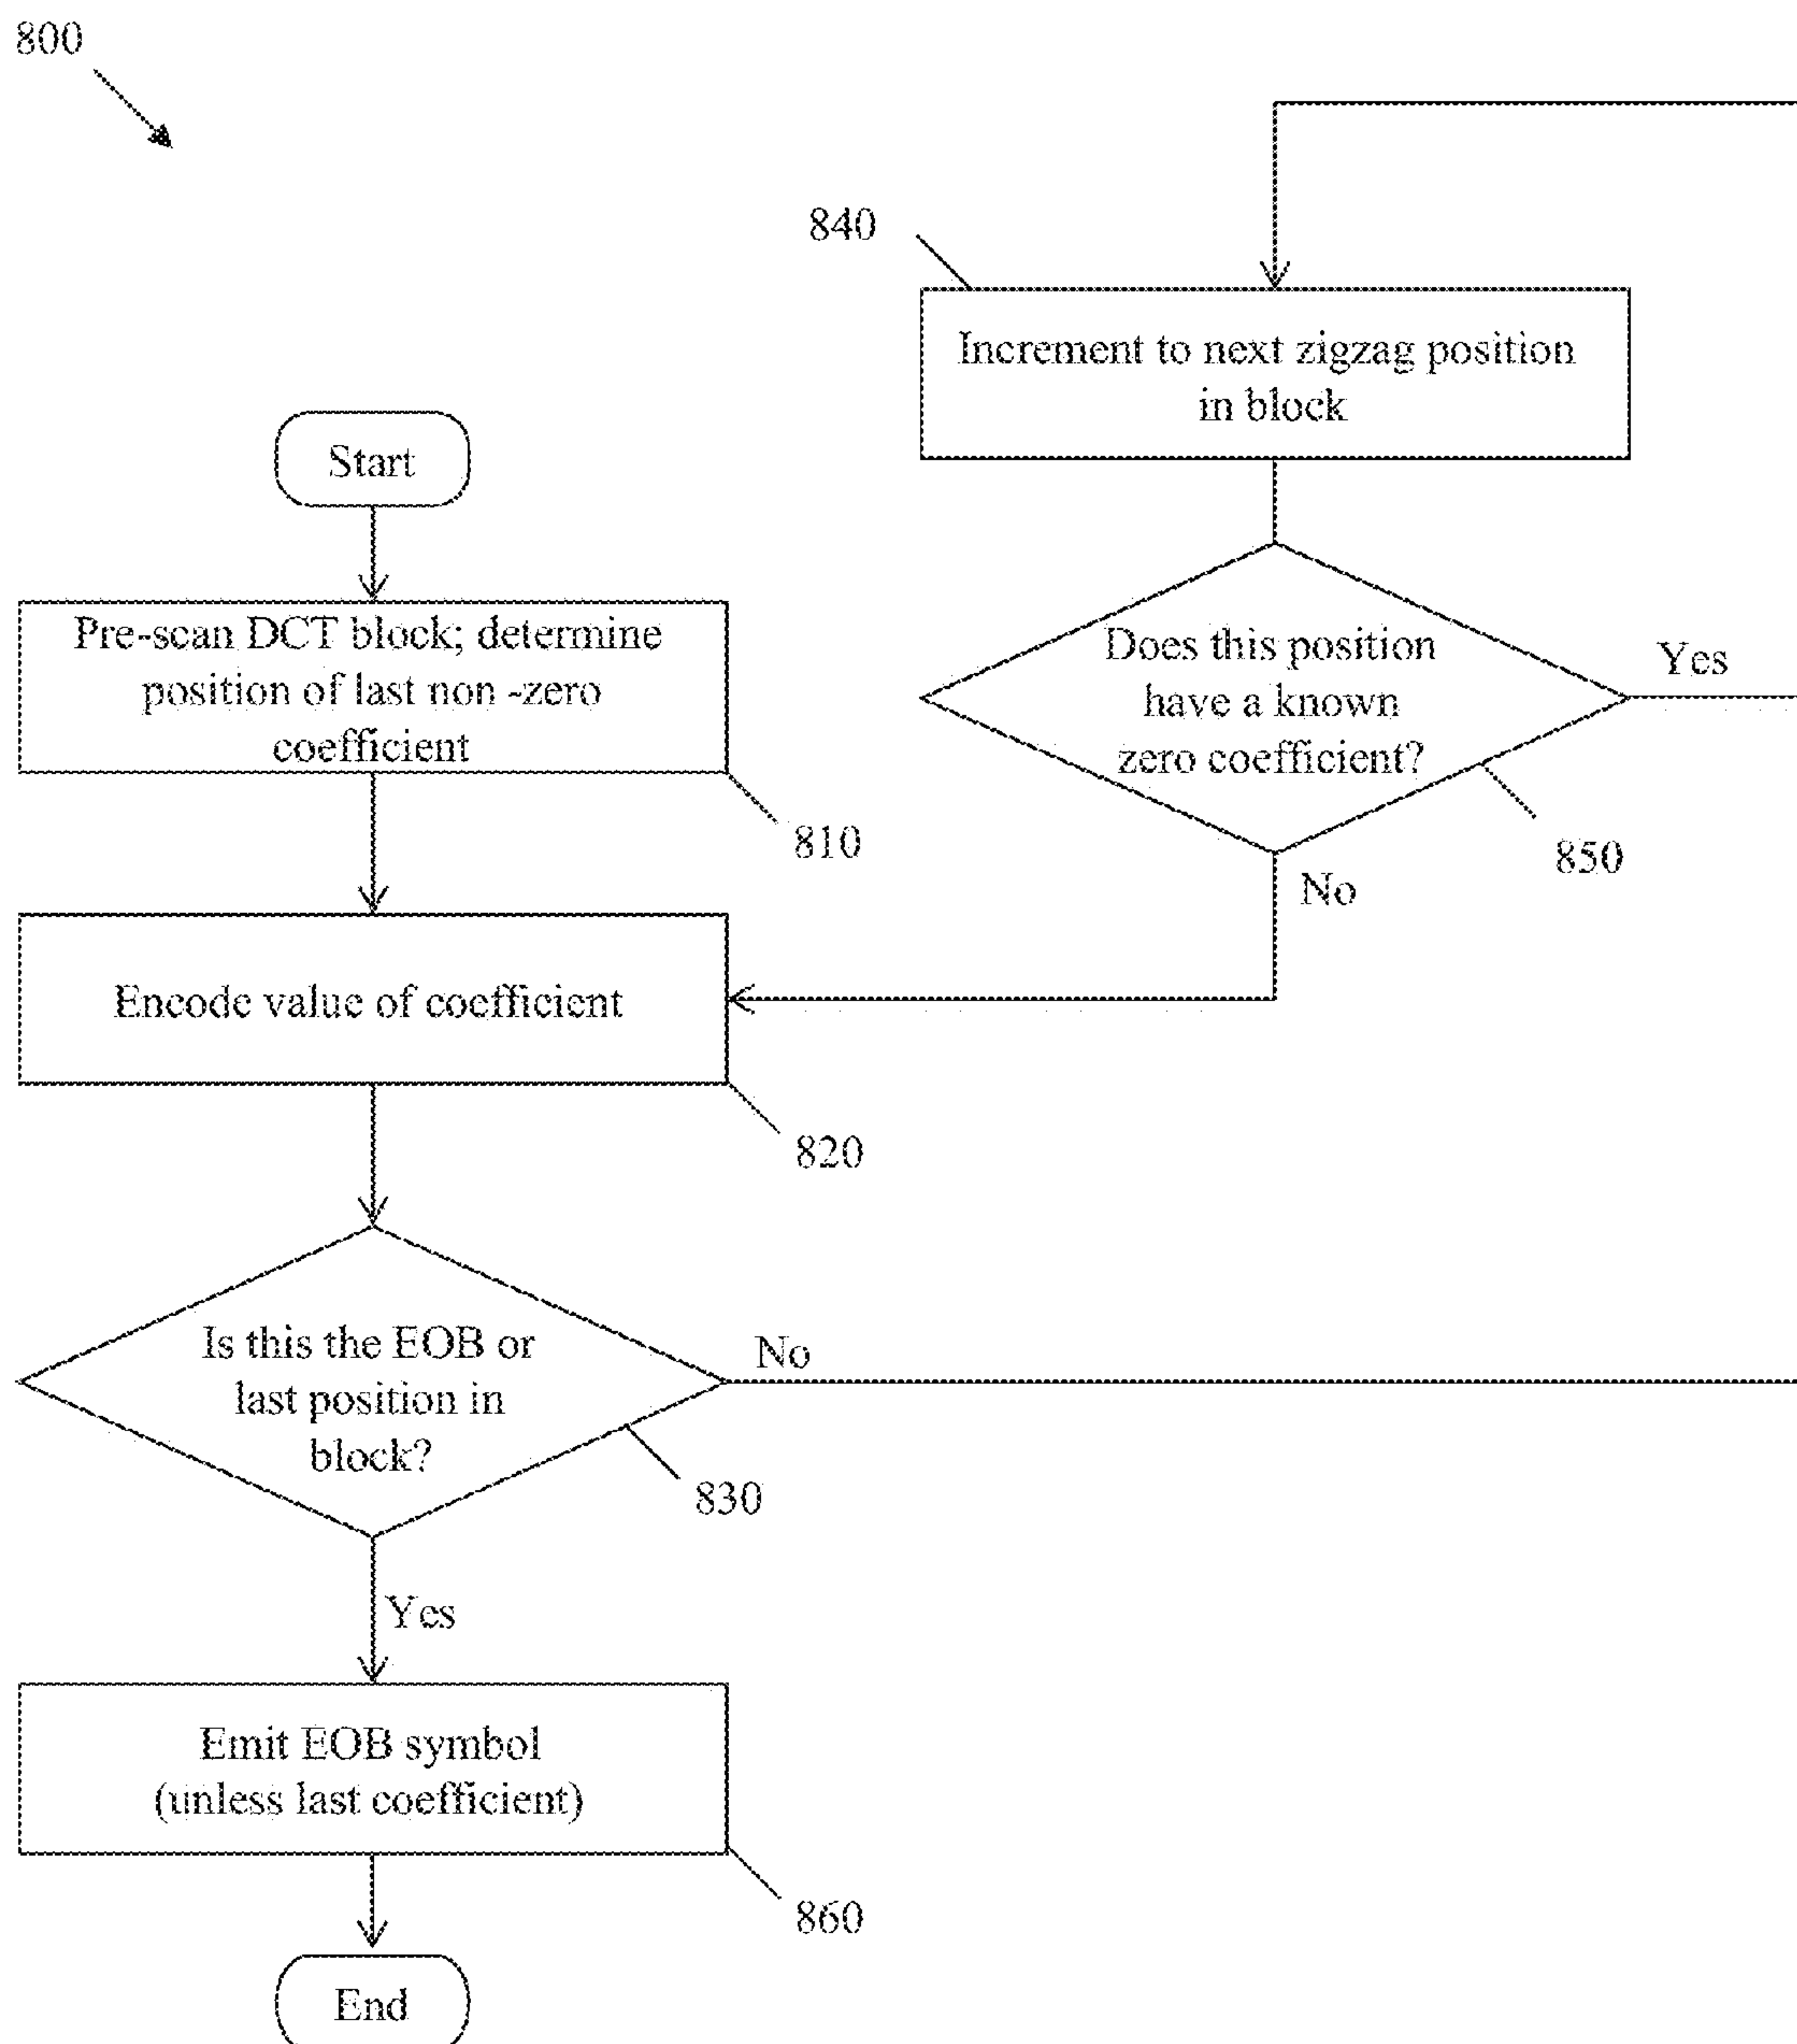 800
Start
Pre-scan DCT block; determine
position of last non -zero
coefficient
810
Encode value of coefficient
820
Is this the EOB or
last position in
block?
No
830
Yes
Emit EOB symbol
(unless last coefficient)
860
End
840
Increment to next zigzag position
in block
Does this position
have a known
zero coefficient?
Yes
850
No